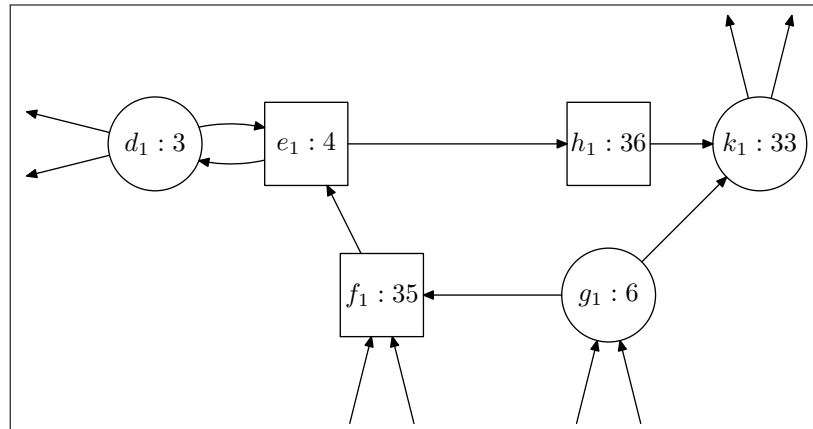 d₁ : 3
e₁ : 4
h₁ : 36
k₁ : 33
f₁ : 35
g₁ : 6